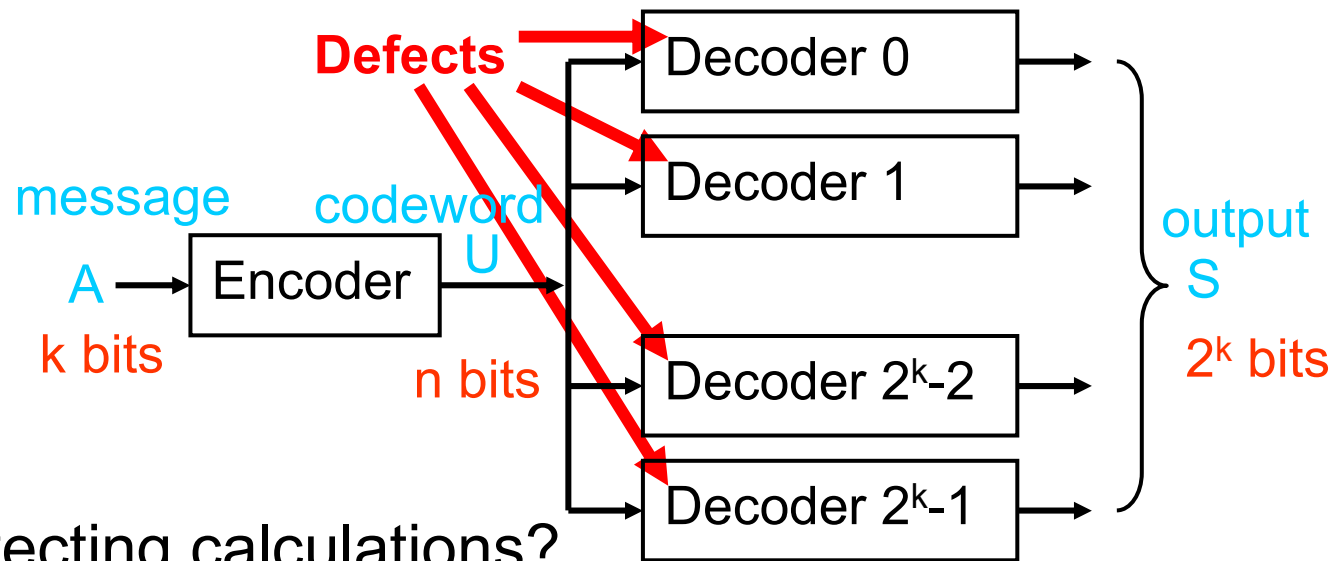 Defects
Decoder 0
Decoder 1
message
codeword
output
A
Encoder
U
S
k bits
n bits
Decoder 2ᵏ-2
2ᵏ bits
Decoder 2ᵏ-1
ecting calculations?